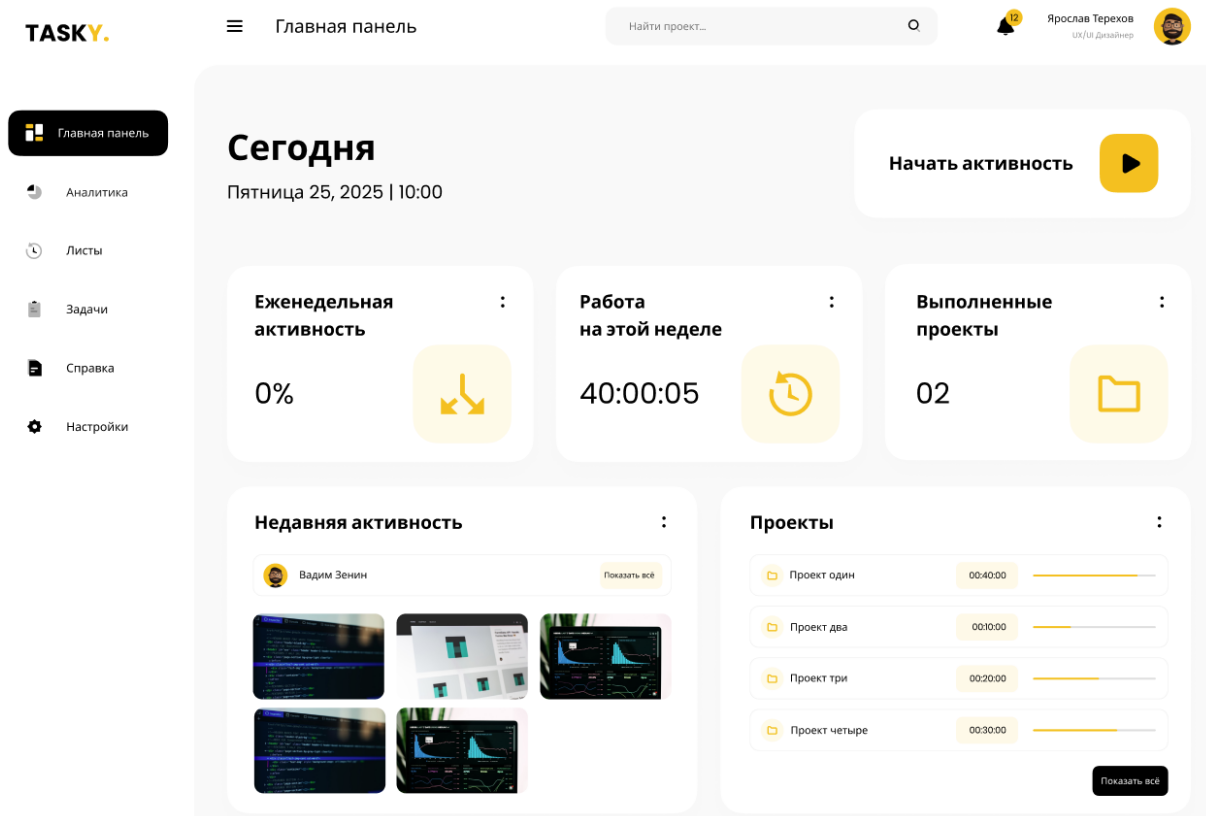 TASKY.
Главная панель
Найти проект...
12
Ярослав Терехов
UX/UI Дизайнер
Главная панель
Аналитика
Листы
Задачи
Справка
Настройки
Сегодня
Пятница 25, 2025 | 10:00
Начать активность
Еженедельная
активность
0%
Работа
на этой неделе
40:00:05
Выполненные
проекты
02
Недавняя активность
Вадим Зенин
Показать всё
Проекты
Проект один
00:40:00
Проект два
00:10:00
Проект три
00:20:00
Проект четыре
00:30:00
Показать всё